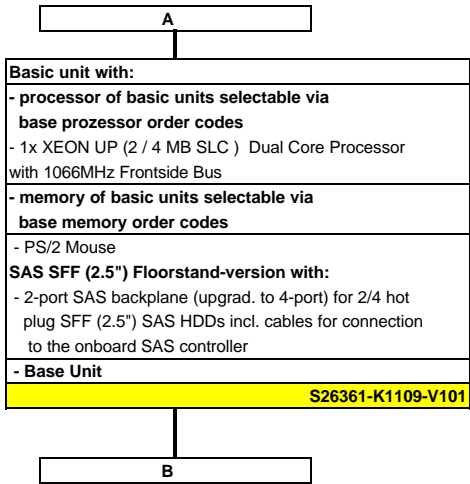 A
Basic unit with:
- processor of basic units selectable via
base prozessor order codes
- 1x XEON UP (2 / 4 MB SLC ) Dual Core Processor
with 1066MHz Frontside Bus
- memory of basic units selectable via
base memory order codes
- PS/2 Mouse
SAS SFF (2.5") Floorstand-version with:
- 2-port SAS backplane (upgrad. to 4-port) for 2/4 hot
plug SFF (2.5") SAS HDDs incl. cables for connection
to the onboard SAS controller
- Base Unit
S26361-K1109-V101
B